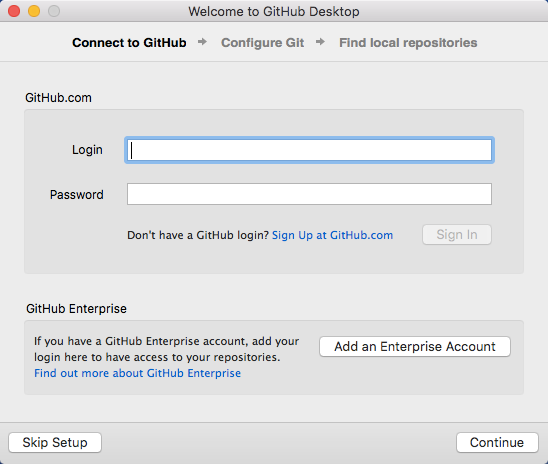 Welcome to GitHub Desktop
Connect to GitHub → Configure Git → Find local repositories
GitHub.com
Login
Password
Don't have a GitHub login? Sign Up at GitHub.com
Sign In
GitHub Enterprise
If you have a GitHub Enterprise account, add your
login here to have access to your repositories.
Find out more about GitHub Enterprise
Add an Enterprise Account
Skip Setup
Continue